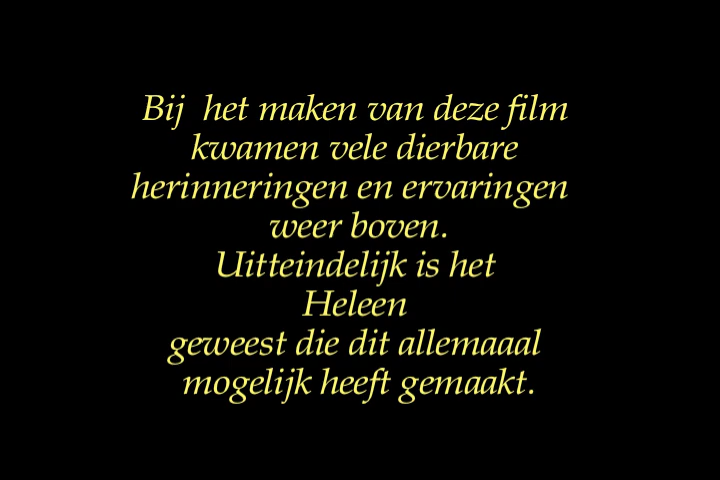 Bij  het maken van deze film
kwamen vele dierbare
herinneringen en ervaringen
weer boven.
Uitteindelijk is het
Heleen
geweest die dit allemaaal
mogelijk heeft gemaakt.